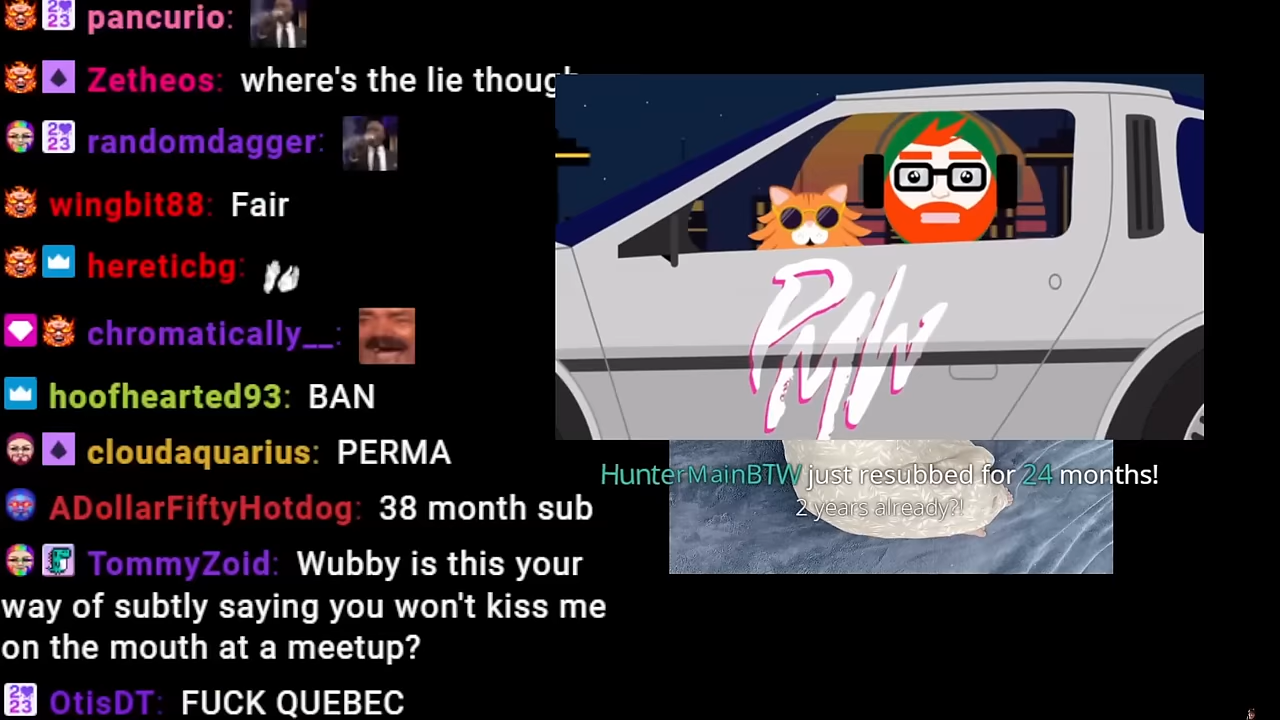 pancurio:
Zetheos: where's the lie though
randomdagger:
wingbit88: Fair
hereticbg:
chromatically__:
hoofhearted93: BAN
cloudaquarius: PERMA
ADollarFiftyHotdog: 38 month sub
TommyZoid: Wubby is this your
way of subtly saying you won't kiss me
on the mouth at a meetup?
OtisDT: FUCK QUEBEC
PMW
HunterMainBTW just resubbed for 24 months!
2 years already?!